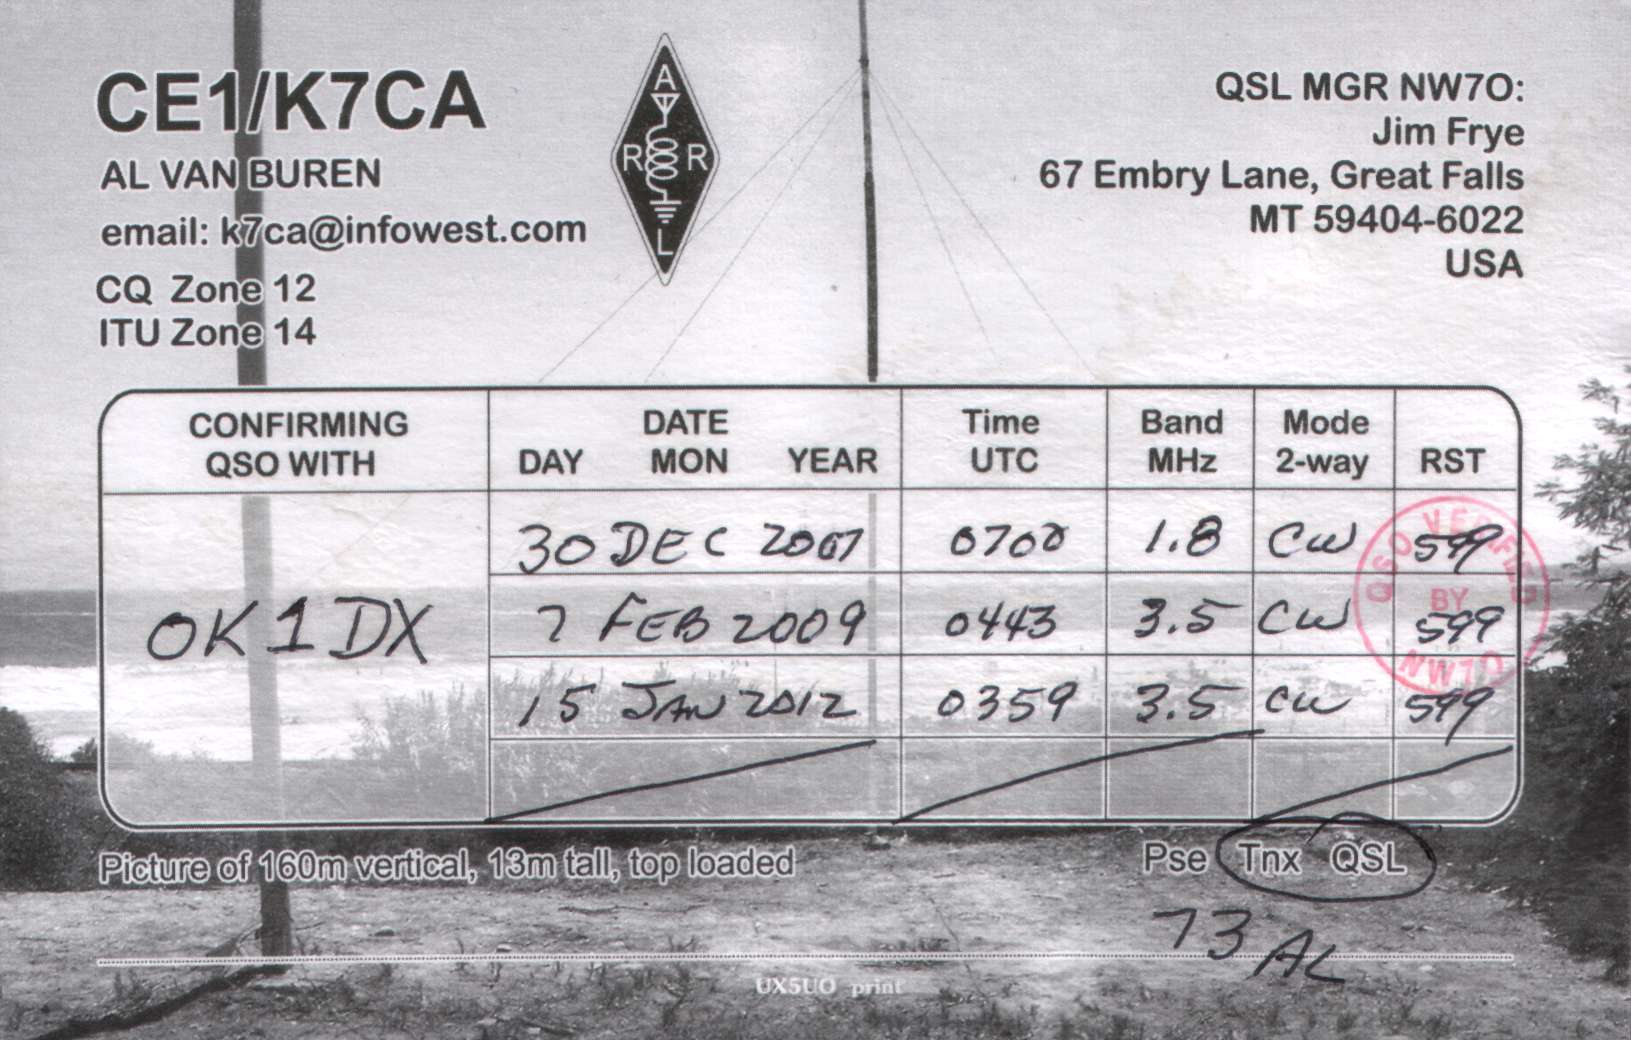 CE1/K7CA
AL VAN BUREN
email: k7ca@infowest.com
CQ Zone 12
ITU Zone 14
A
R R
L
QSL MGR NW7O:
Jim Frye
67 Embry Lane, Great Falls
MT 59404-6022
USA
CONFIRMING QSO WITH
DATE
DAY MON YEAR
Time UTC
Band MHz
Mode 2-way
RST
OK1DX
30 DEC 2007 0700 1.8 CW 599
7 FEB 2009 0443 3.5 CW 599
15 JAN 2012 0359 3.5 CW 599
QSO VERIFIED
BY
NW7O
Picture of 160m vertical, 13m tall, top loaded
Pse Tnx QSL
73 AL
UX5UO print